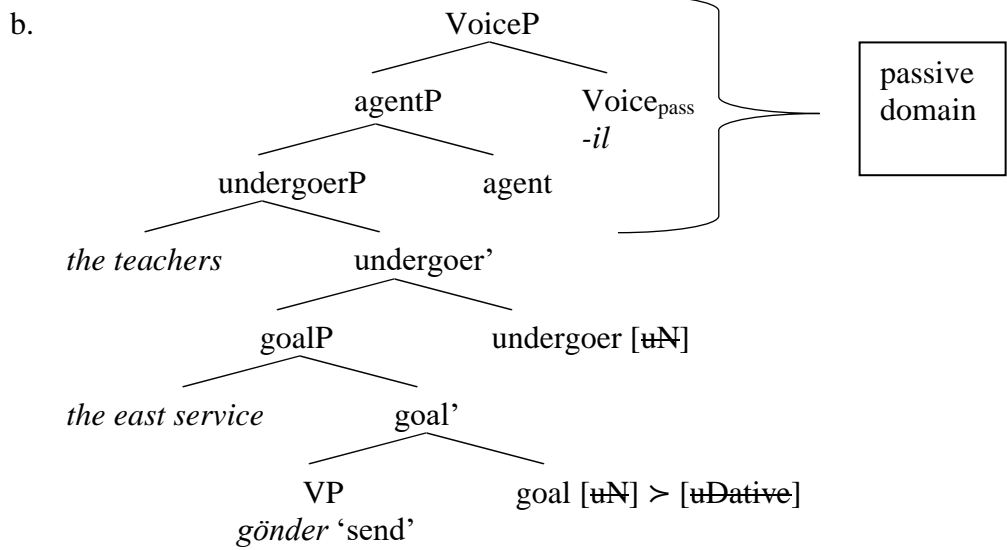 b.
VoiceP
passive
domain
agentP Voicepass
-il
undergoerP agent
the teachers undergoer’
goalP undergoer [uN]
the east service goal’
VP goal [uN] ≻ [uDative]
gönder ‘send’